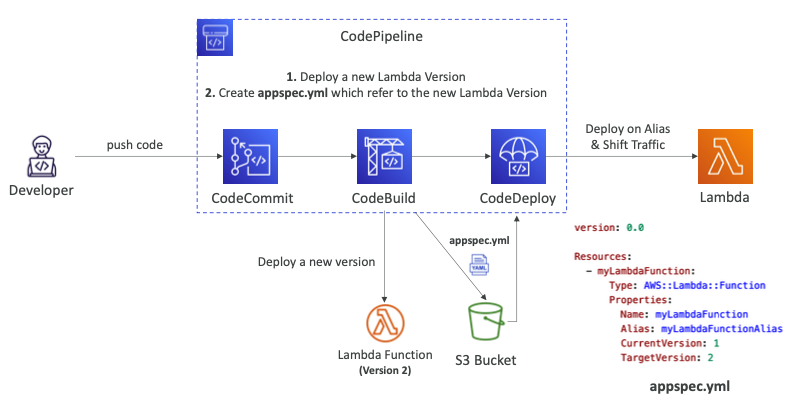 CodePipeline
1. Deploy a new Lambda Version
2. Create appspec.yml which refer to the new Lambda Version
push code
Deploy on Alias
& Shift Traffic
Developer
CodeCommit
CodeBuild
CodeDeploy
Lambda
Deploy a new version
appspec.yml
YAML
Lambda Function
(Version 2)
S3 Bucket
version: 0.0
Resources:
- myLambdaFunction:
Type: AWS::Lambda::Function
Properties:
Name: myLambdaFunction
Alias: myLambdaFunctionAlias
CurrentVersion: 1
TargetVersion: 2
appspec.yml